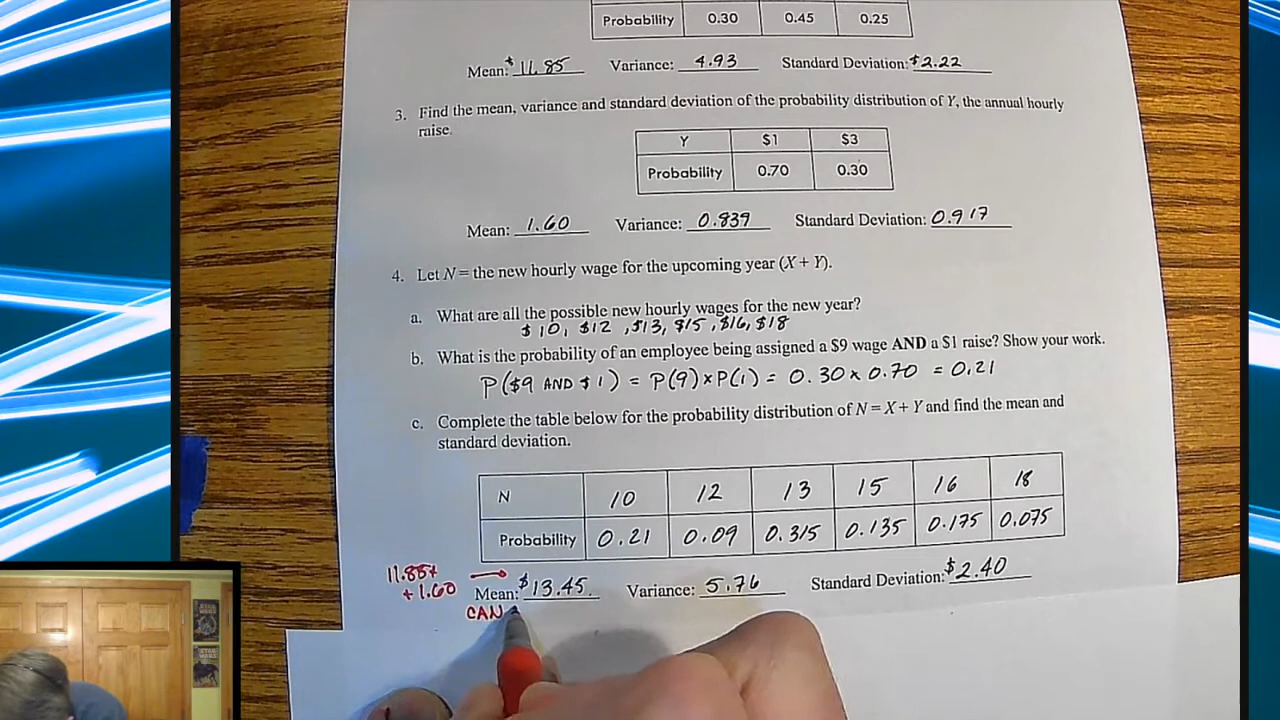 Probability 0.30 0.45 0.25
Mean: $11.85 Variance: 4.93 Standard Deviation: $2.22
3. Find the mean, variance and standard deviation of the probability distribution of Y, the annual hourly
raise.
Y $1 $3
Probability 0.70 0.30
Mean: 1.60 Variance: 0.839 Standard Deviation: 0.917
4. Let N = the new hourly wage for the upcoming year (X + Y).
a. What are all the possible new hourly wages for the new year?
$10, $12, $13, $15, $16, $18
b. What is the probability of an employee being assigned a $9 wage AND a $1 raise? Show your work.
P($9 AND $1) = P(9) x P(1) = 0.30 x 0.70 = 0.21
c. Complete the table below for the probability distribution of N = X + Y and find the mean and
standard deviation.
N 10 12 13 15 16 18
Probability 0.21 0.09 0.315 0.135 0.175 0.075
11.85+
+1.60
Mean: $13.45. Variance: 5.76 Standard Deviation: $2.40
CAN
STAR
WARS
STAR
WARS